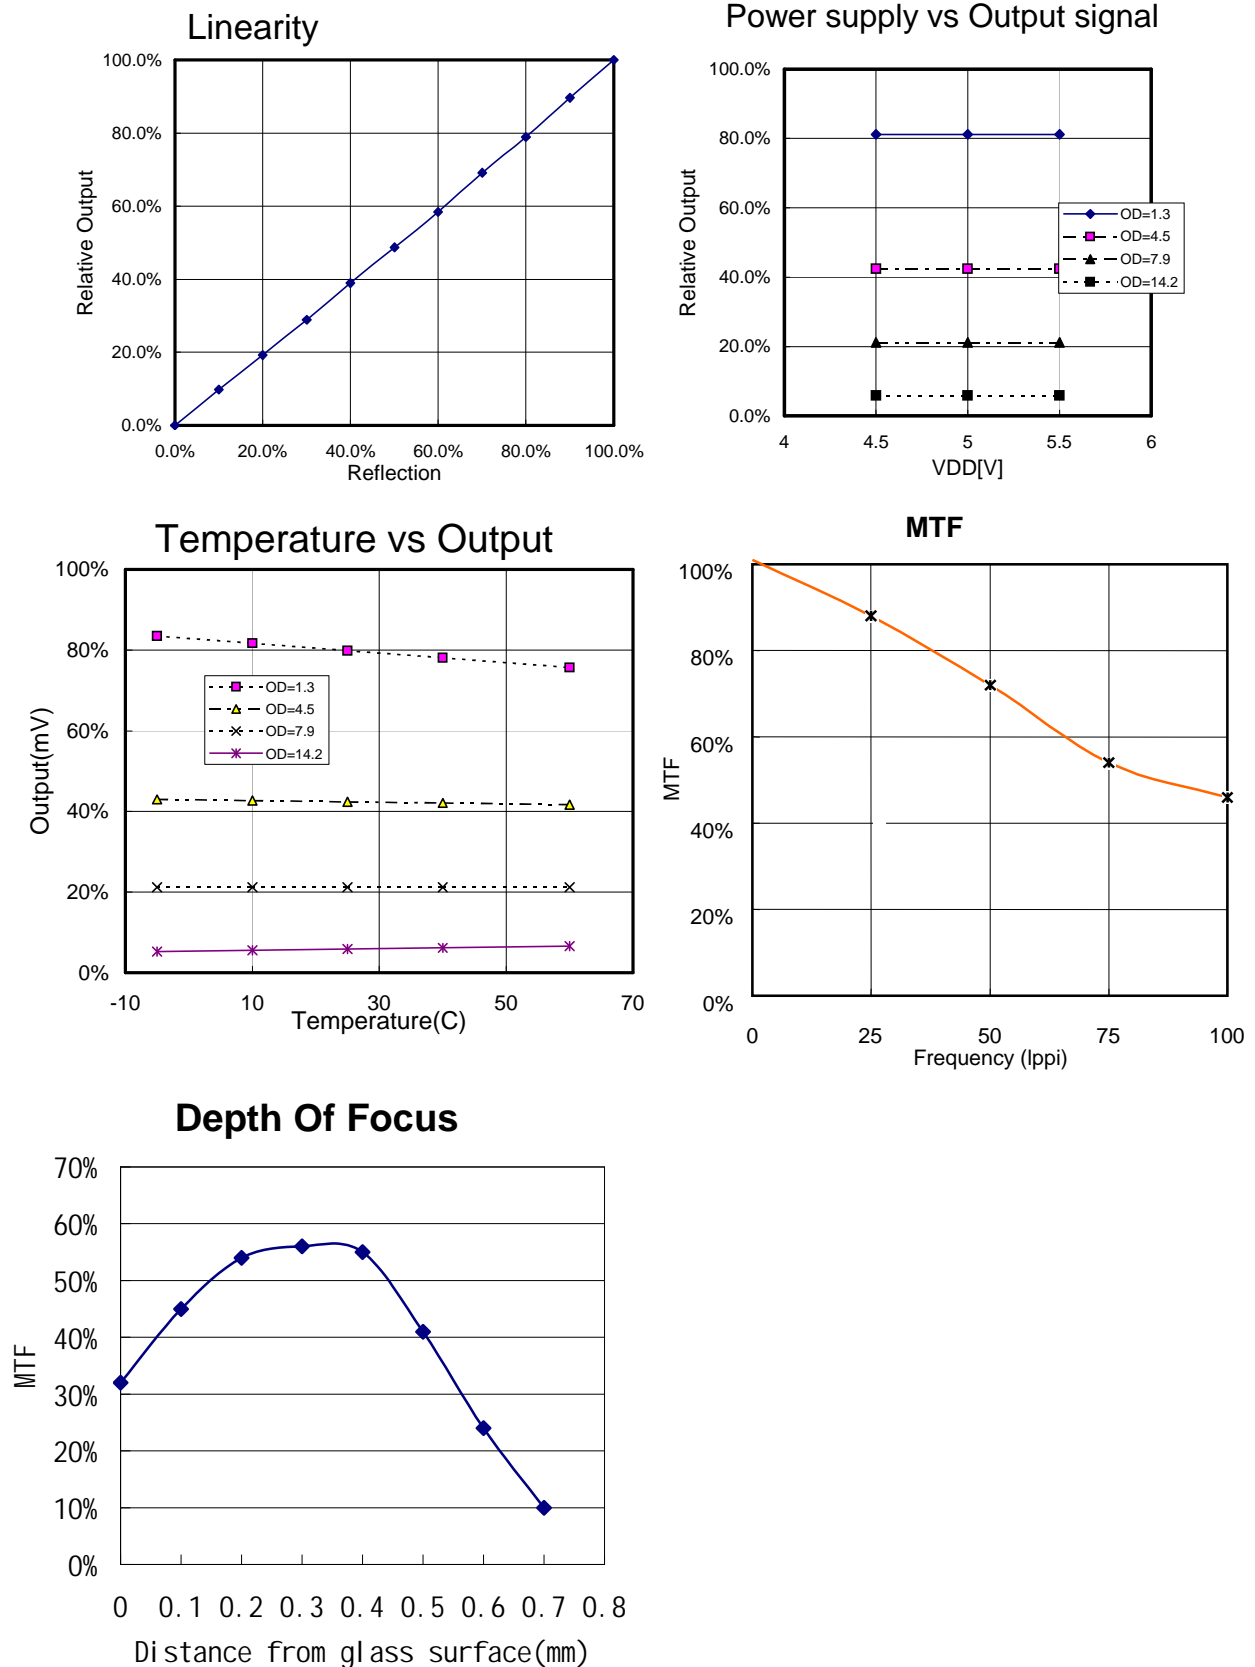 Linearity
100.0%
80.0%
60.0%
40.0%
20.0%
0.0%
Relative Output
0.0% 20.0% 40.0% 60.0% 80.0% 100.0%
Reflection
Power supply vs Output signal
100.0%
80.0%
60.0%
40.0%
20.0%
0.0%
Relative Output
OD=1.3
OD=4.5
OD=7.9
OD=14.2
4 4.5 5 5.5 6
VDD[V]
Temperature vs Output
100%
80%
60%
40%
20%
0%
Output(mV)
OD=1.3
OD=4.5
OD=7.9
OD=14.2
-10 10 30 50 70
Temperature(C)
MTF
100%
80%
60%
40%
20%
0%
MTF
0 25 50 75 100
Frequency (lppi)
Depth Of Focus
70%
60%
50%
40%
30%
20%
10%
0%
MTF
0 0.1 0.2 0.3 0.4 0.5 0.6 0.7 0.8
Distance from glass surface(mm)